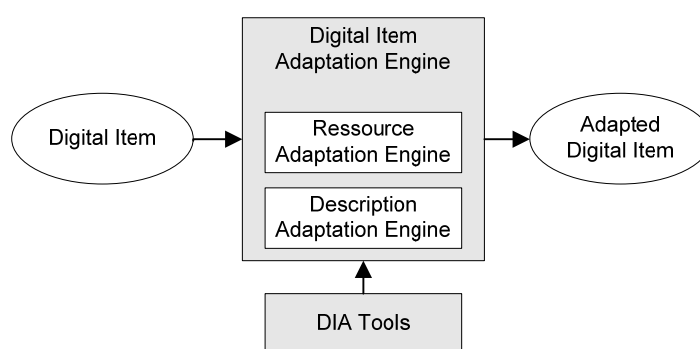 Digital Item
Adaptation Engine
Digital Item
Ressource
Adaptation Engine
Adapted
Digital Item
Description
Adaptation Engine
DIA Tools